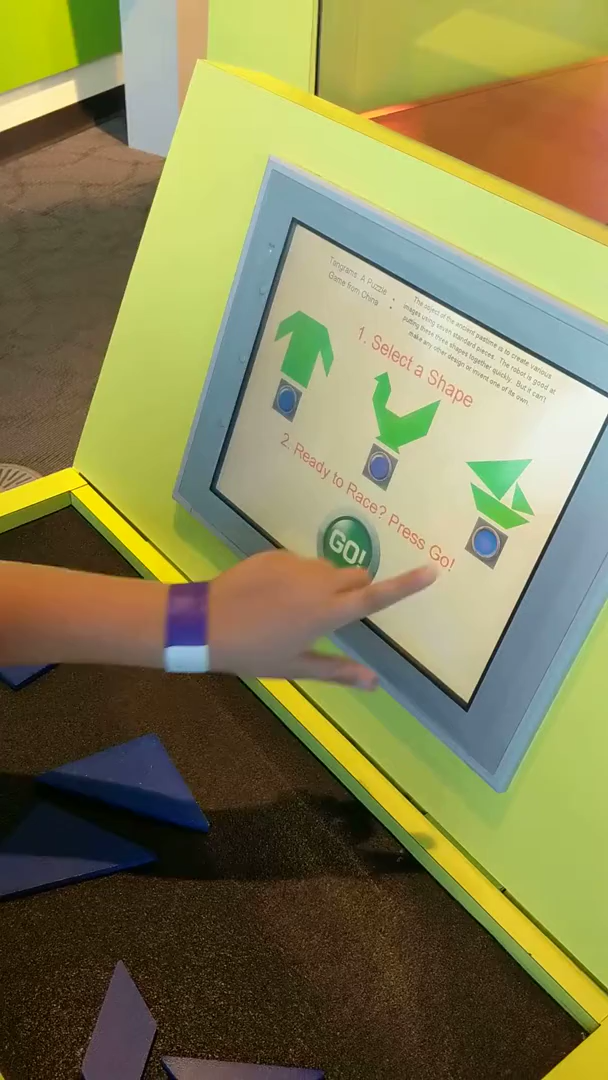 Tangrams: A Puzzle
Game from China
:
The object of the ancient pastime is to create various
images using seven standard pieces. The robot is good at
putting these three shapes together quickly. But it can't
make any other design or invent one of its own.
1. Select a Shape
2. Ready to Race? Press Go!
GO!